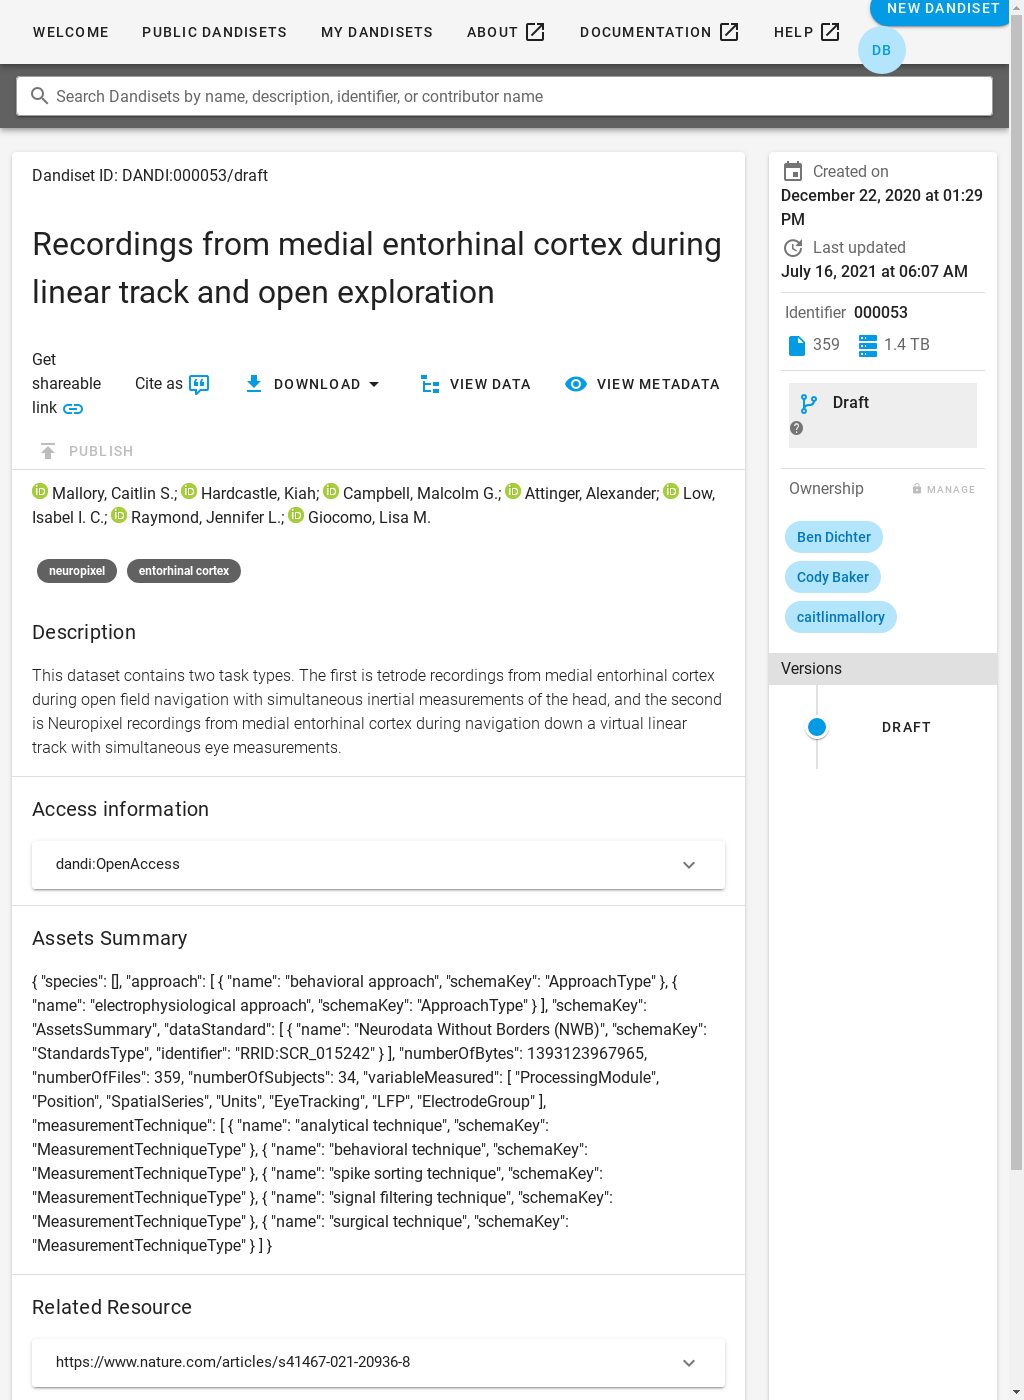 WELCOME
PUBLIC DANDISETS
MY DANDISETS
ABOUT
DOCUMENTATION
HELP
NEW DANDISET
DB
Search Dandisets by name, description, identifier, or contributor name
Dandiset ID: DANDI:000053/draft
Recordings from medial entorhinal cortex during
linear track and open exploration
Get
shareable
link
Cite as
DOWNLOAD
VIEW DATA
VIEW METADATA
PUBLISH
iD Mallory, Caitlin S.; iD Hardcastle, Kiah; iD Campbell, Malcolm G.; iD Attinger, Alexander; iD Low,
Isabel I. C.; iD Raymond, Jennifer L.; iD Giocomo, Lisa M.
neuropixel
entorhinal cortex
Description
This dataset contains two task types. The first is tetrode recordings from medial entorhinal cortex
during open field navigation with simultaneous inertial measurements of the head, and the second
is Neuropixel recordings from medial entorhinal cortex during navigation down a virtual linear
track with simultaneous eye measurements.
Access information
dandi:OpenAccess
Assets Summary
{ "species": [], "approach": [ { "name": "behavioral approach", "schemaKey": "ApproachType" }, {
"name": "electrophysiological approach", "schemaKey": "ApproachType" } ], "schemaKey":
"AssetsSummary", "dataStandard": [ { "name": "Neurodata Without Borders (NWB)", "schemaKey":
"StandardsType", "identifier": "RRID:SCR_015242" } ], "numberOfBytes": 1393123967965,
"numberOfFiles": 359, "numberOfSubjects": 34, "variableMeasured": [ "ProcessingModule",
"Position", "SpatialSeries", "Units", "EyeTracking", "LFP", "ElectrodeGroup" ],
"measurementTechnique": [ { "name": "analytical technique", "schemaKey":
"MeasurementTechniqueType" }, { "name": "behavioral technique", "schemaKey":
"MeasurementTechniqueType" }, { "name": "spike sorting technique", "schemaKey":
"MeasurementTechniqueType" }, { "name": "signal filtering technique", "schemaKey":
"MeasurementTechniqueType" }, { "name": "surgical technique", "schemaKey":
"MeasurementTechniqueType" } ] }
Related Resource
https://www.nature.com/articles/s41467-021-20936-8
Created on
December 22, 2020 at 01:29
PM
Last updated
July 16, 2021 at 06:07 AM
Identifier 000053
359
1.4 TB
Draft
?
Ownership
MANAGE
Ben Dichter
Cody Baker
caitlinmallory
Versions
DRAFT